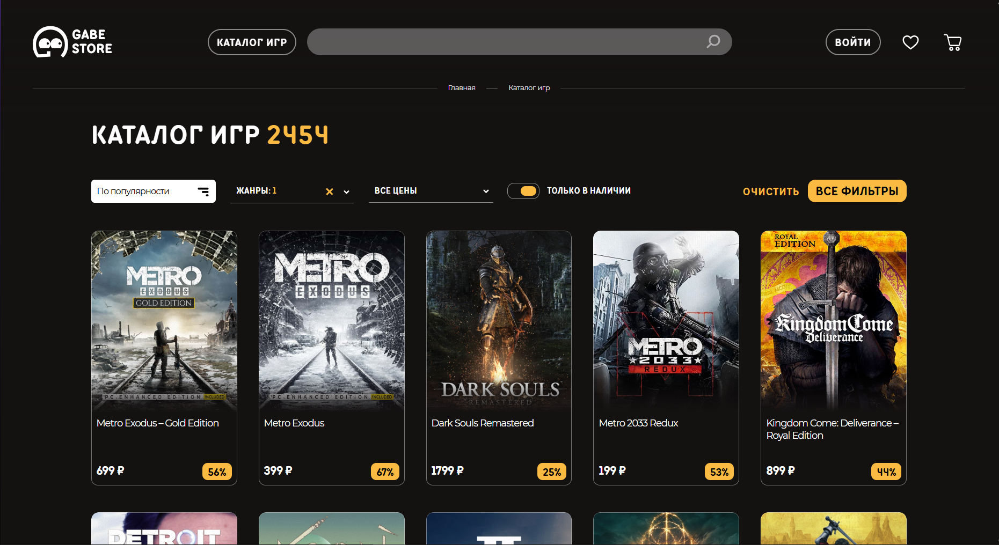 GABE
STORE
КАТАЛОГ ИГР
ВОЙТИ
Главная — Каталог игр
КАТАЛОГ ИГР 2454
По популярности
ЖАНРЫ: 1
ВСЕ ЦЕНЫ
ТОЛЬКО В НАЛИЧИИ
ОЧИСТИТЬ
ВСЕ ФИЛЬТРЫ
METRO
EXODUS
GOLD EDITION
PC ENHANCED EDITION INCLUDED
Metro Exodus – Gold Edition
699 ₽
56%
METRO
EXODUS
PC ENHANCED EDITION INCLUDED
Metro Exodus
399 ₽
67%
DARK SOULS
REMASTERED
Dark Souls Remastered
1799 ₽
25%
METRO
2033
REDUX
Metro 2033 Redux
199 ₽
53%
ROYAL
EDITION
Kingdom Come
Deliverance
Kingdom Come: Deliverance –
Royal Edition
899 ₽
44%
DETROIT